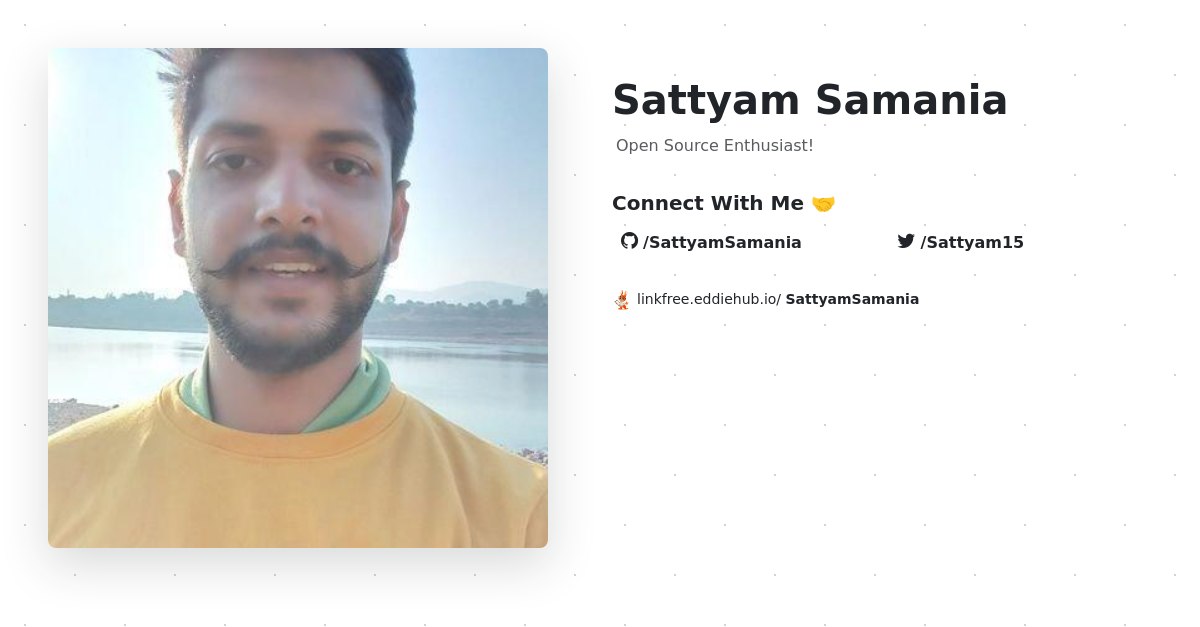 Sattyam Samania
Open Source Enthusiast!
Connect With Me 🤝
/SattyamSamania
/Sattyam15
linkfree.eddiehub.io/ SattyamSamania